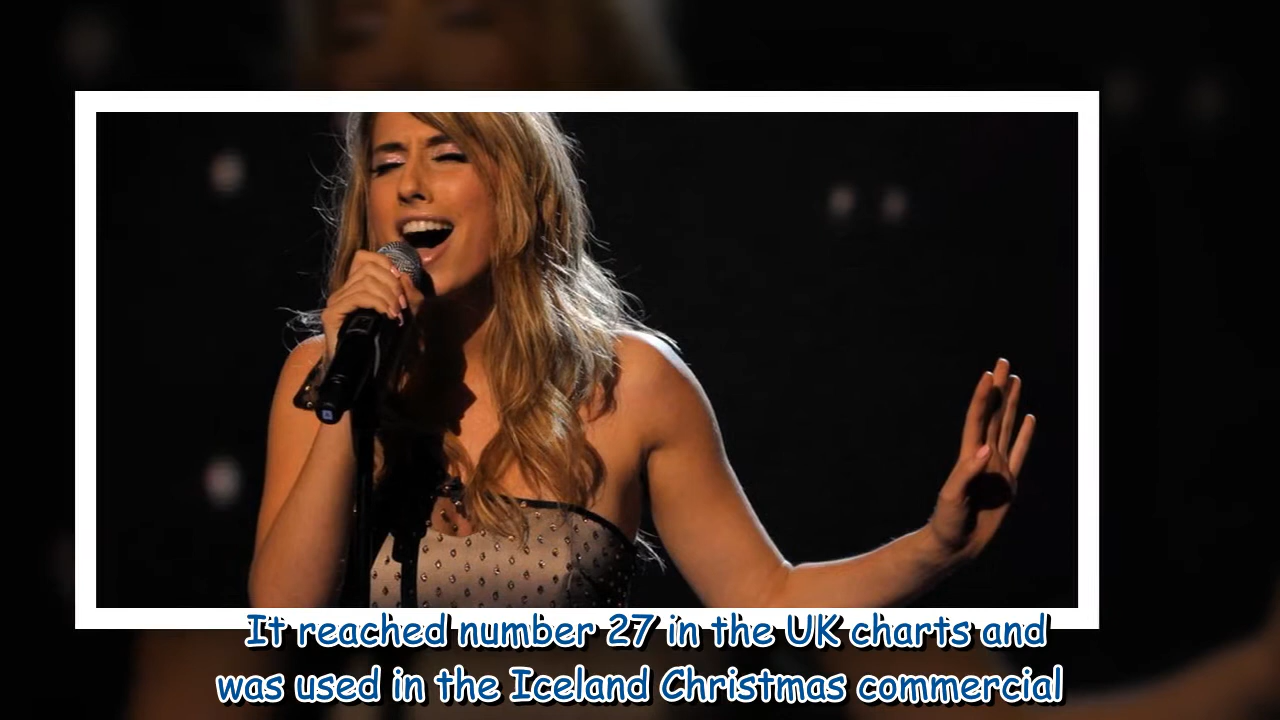 It reached number 27 in the UK charts and
was used in the Iceland Christmas commercial